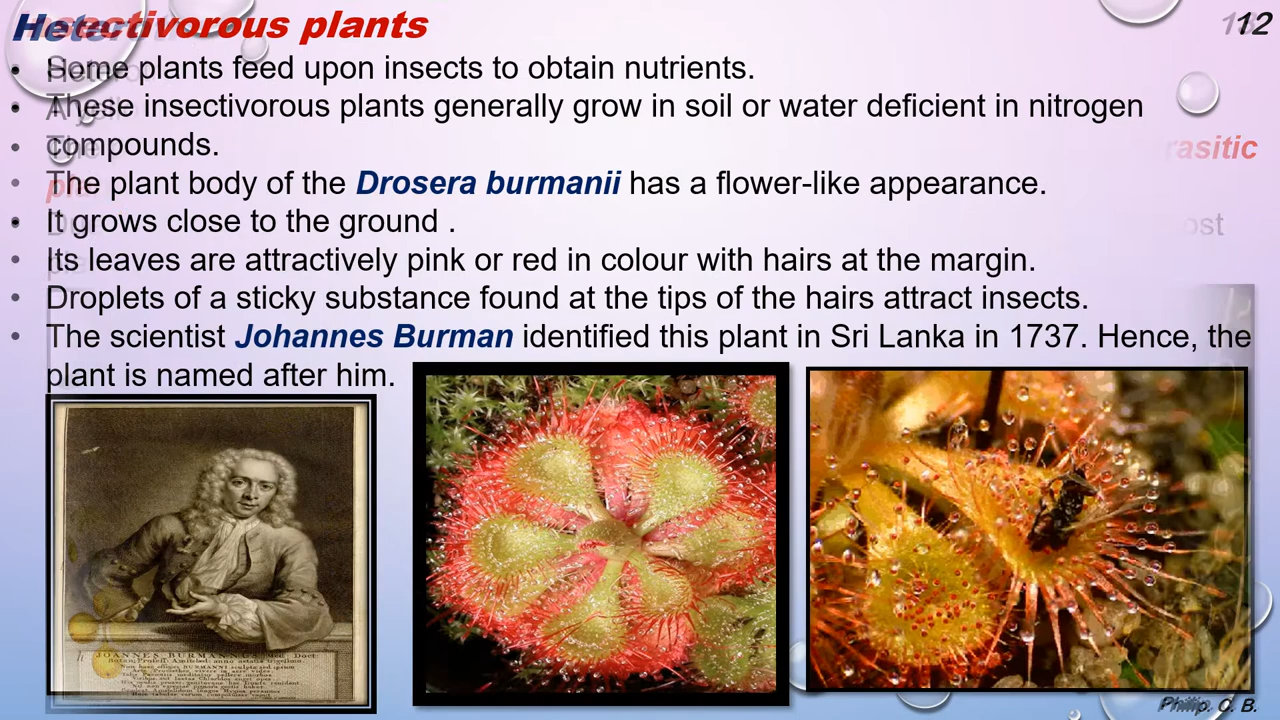 Insectivorous plants
12
• Some plants feed upon insects to obtain nutrients.
• These insectivorous plants generally grow in soil or water deficient in nitrogen
• compounds.
rasitic
• The plant body of the Drosera burmanii has a flower-like appearance.
• It grows close to the ground .
ost
• Its leaves are attractively pink or red in colour with hairs at the margin.
• Droplets of a sticky substance found at the tips of the hairs attract insects.
• The scientist Johannes Burman identified this plant in Sri Lanka in 1737. Hence, the
plant is named after him.
Philip. C. B.